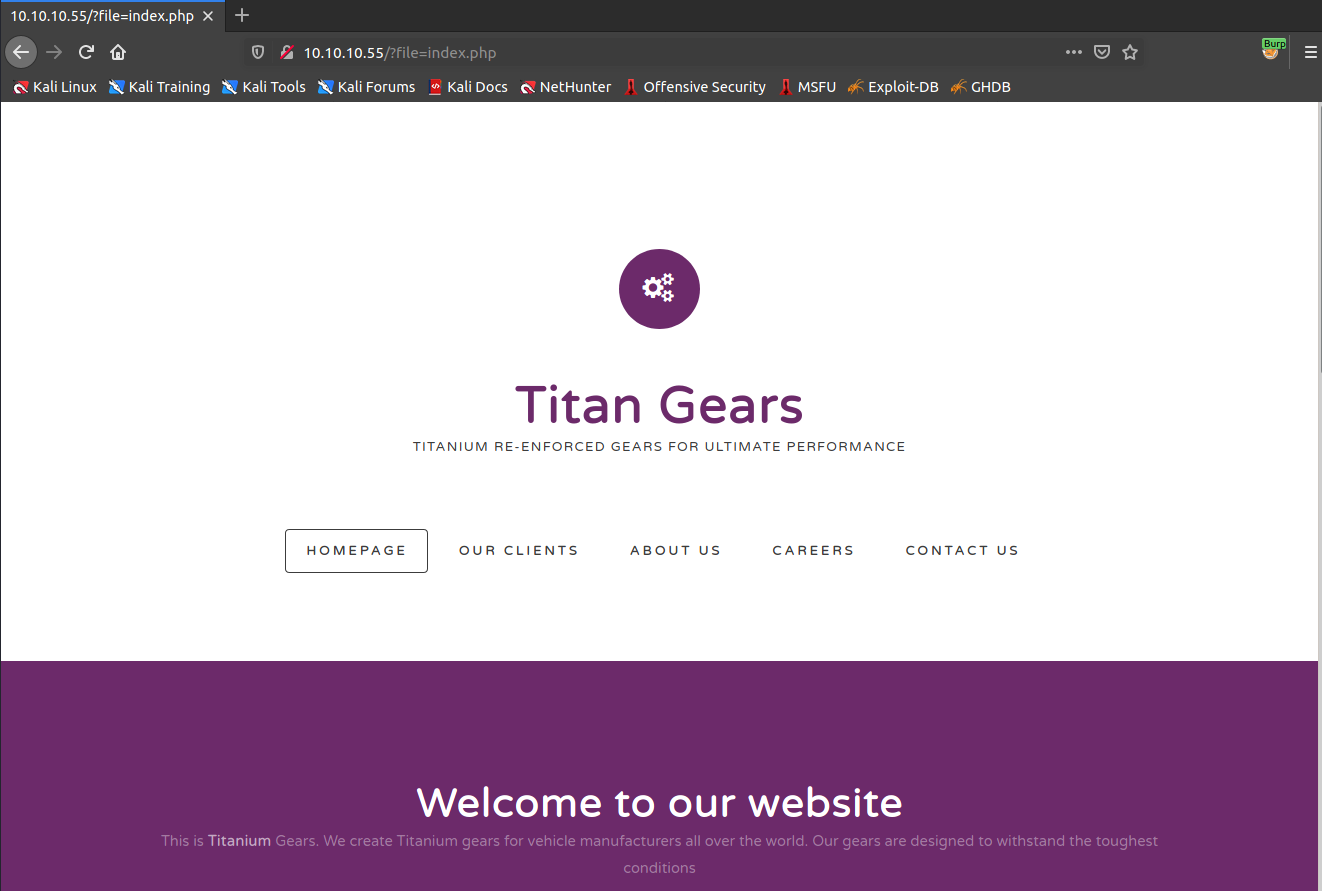 10.10.10.55/?file=index.php
10.10.10.55/?file=index.php
Burp
Kali Linux Kali Training Kali Tools Kali Forums Kali Docs NetHunter Offensive Security MSFU Exploit-DB GHDB
Titan Gears
TITANIUM RE-ENFORCED GEARS FOR ULTIMATE PERFORMANCE
HOMEPAGE OUR CLIENTS ABOUT US CAREERS CONTACT US
Welcome to our website
This is Titanium Gears. We create Titanium gears for vehicle manufacturers all over the world. Our gears are designed to withstand the toughest
conditions